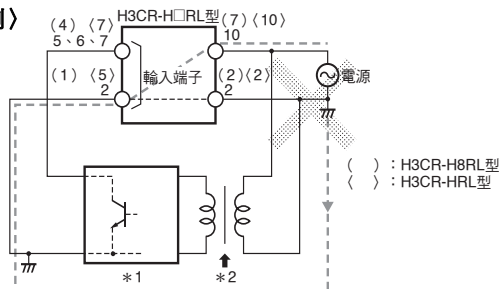 〉
H3CR-H□RL型
（4）〈7〉
5、6、7
（7）〈10〉
10
（1）〈5〉
2
輸入端子
（2）〈2〉
2
電源
（　）：H3CR-H8RL型
〈　〉：H3CR-HRL型
＊1
＊2